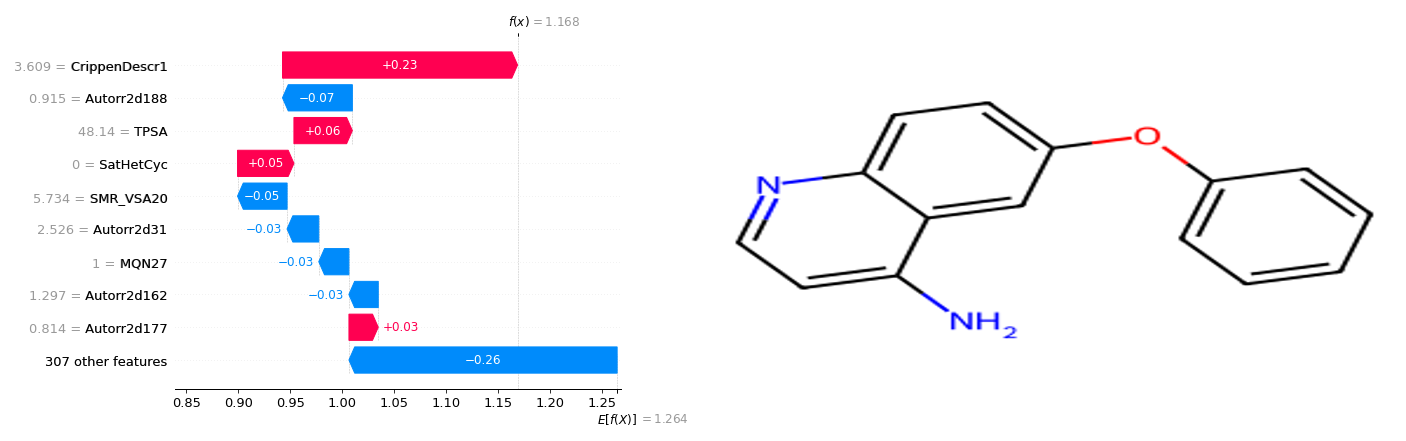 f(x) = 1.168
3.609 = CrippenDescr1
+0.23
0.915 = Autorr2d188
−0.07
48.14 = TPSA
+0.06
0 = SatHetCyc
+0.05
5.734 = SMR_VSA20
−0.05
2.526 = Autorr2d31
−0.03
1 = MQN27
−0.03
1.297 = Autorr2d162
−0.03
0.814 = Autorr2d177
+0.03
307 other features
−0.26
0.85 0.90 0.95 1.00 1.05 1.10 1.15 1.20 1.25
E[f(X)] = 1.264
O
N
NH2